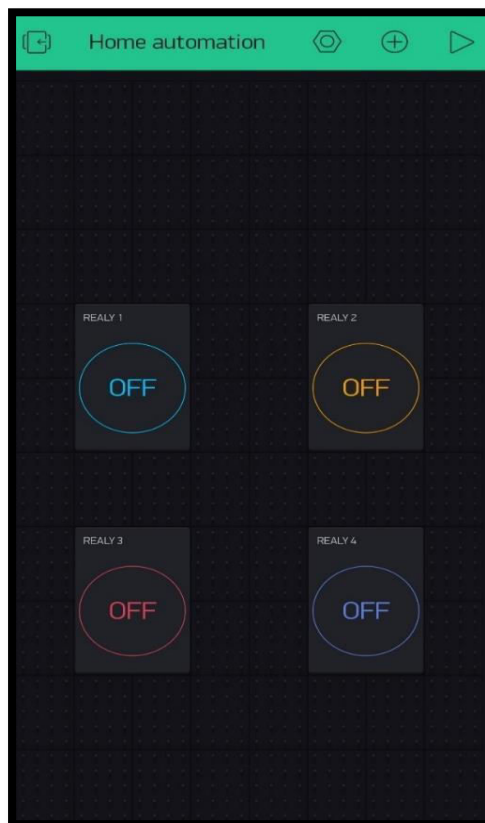 Home automation
REALY 1 REALY 2
OFF OFF
REALY 3 REALY 4
OFF OFF